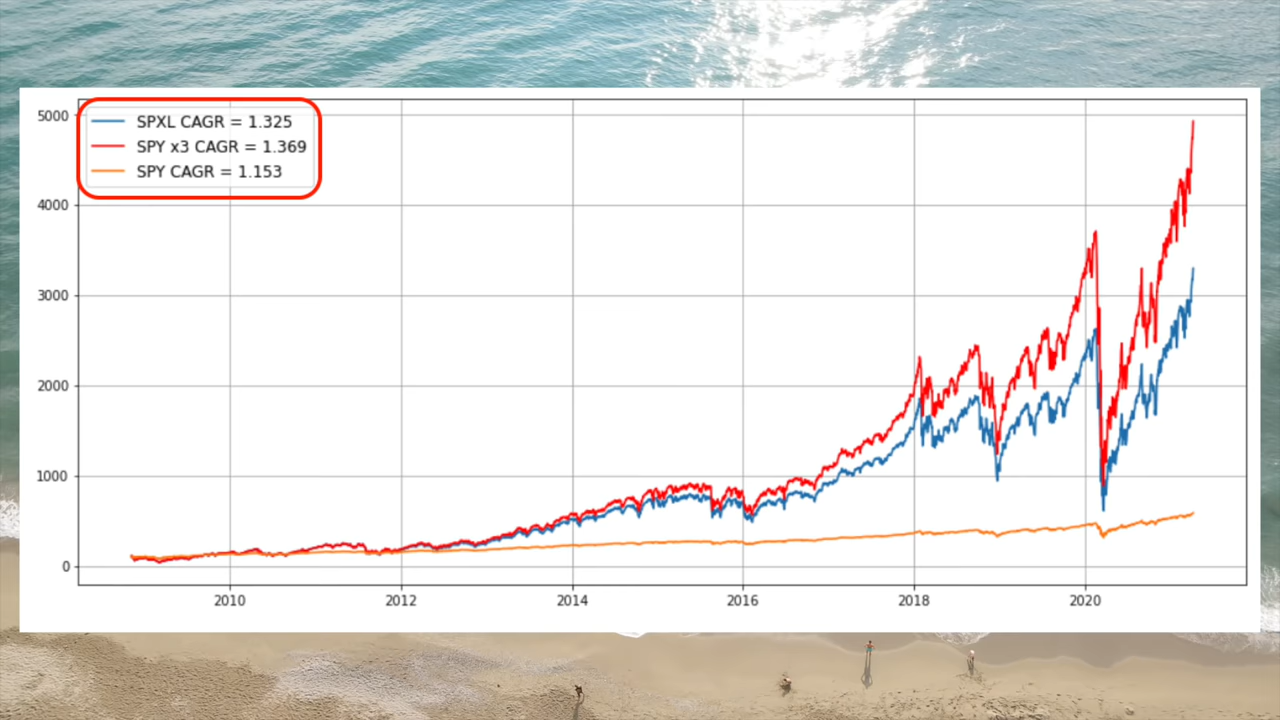 SPXL CAGR = 1.325
SPY x3 CAGR = 1.369
SPY CAGR = 1.153
5000
4000
3000
2000
1000
0
2010 2012 2014 2016 2018 2020